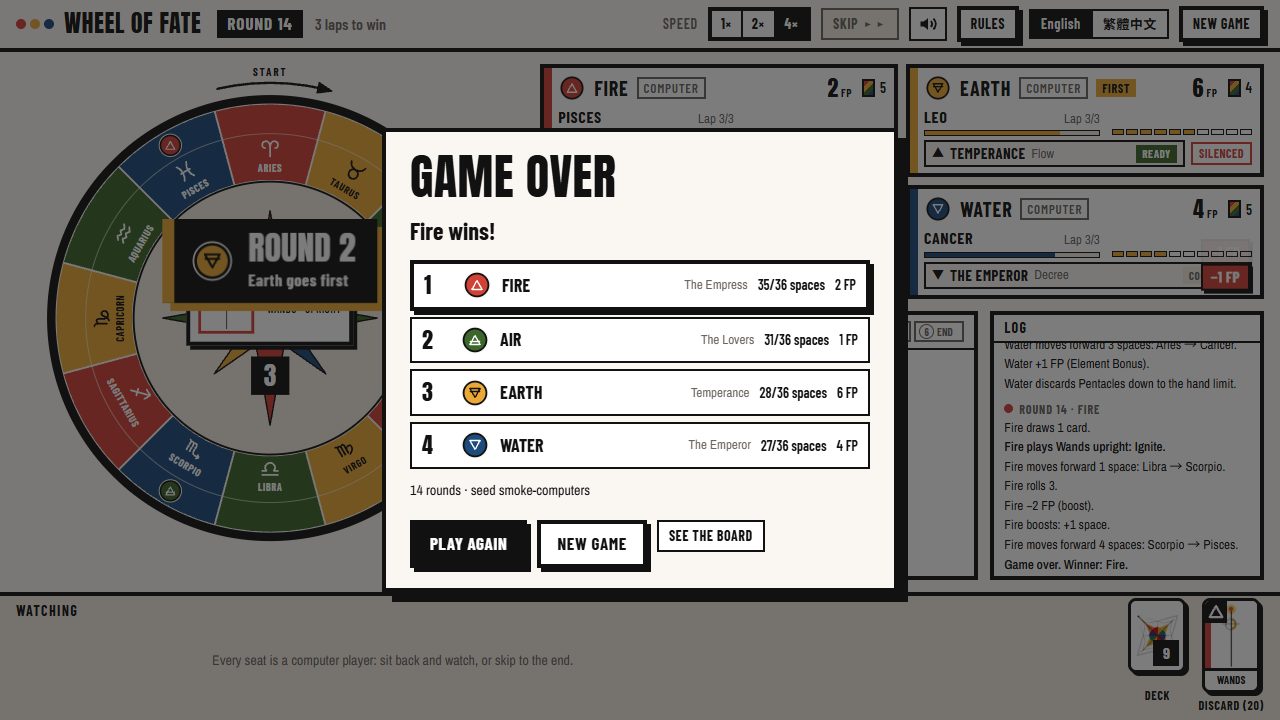 WHEEL OF FATE
ROUND 14
3 laps to win
SPEED
1×
2×
4×
SKIP
RULES
English
繁體中文
NEW GAME
START
ARIES
TAURUS
VIRGO
LIBRA
SCORPIO
SAGITTARIUS
CAPRICORN
AQUARIUS
PISCES
ROUND 2
Earth goes first
3
FIRE
COMPUTER
2 FP
5
PISCES
Lap 3/3
EARTH
COMPUTER
FIRST
6 FP
4
LEO
Lap 3/3
TEMPERANCE Flow
READY
SILENCED
WATER
COMPUTER
4 FP
5
CANCER
Lap 3/3
THE EMPEROR Decree
CO
−1 FP
GAME OVER
Fire wins!
1 FIRE The Empress 35/36 spaces 2 FP
2 AIR The Lovers 31/36 spaces 1 FP
3 EARTH Temperance 28/36 spaces 6 FP
4 WATER The Emperor 27/36 spaces 4 FP
14 rounds · seed smoke-computers
PLAY AGAIN
NEW GAME
SEE THE BOARD
6 END
LOG
Water moves forward 3 spaces: Aries → Cancer.
Water +1 FP (Element Bonus).
Water discards Pentacles down to the hand limit.
ROUND 14 · FIRE
Fire draws 1 card.
Fire plays Wands upright: Ignite.
Fire moves forward 1 space: Libra → Scorpio.
Fire rolls 3.
Fire −2 FP (boost).
Fire boosts: +1 space.
Fire moves forward 4 spaces: Scorpio → Pisces.
Game over. Winner: Fire.
WATCHING
Every seat is a computer player: sit back and watch, or skip to the end.
9
DECK
WANDS
DISCARD (20)